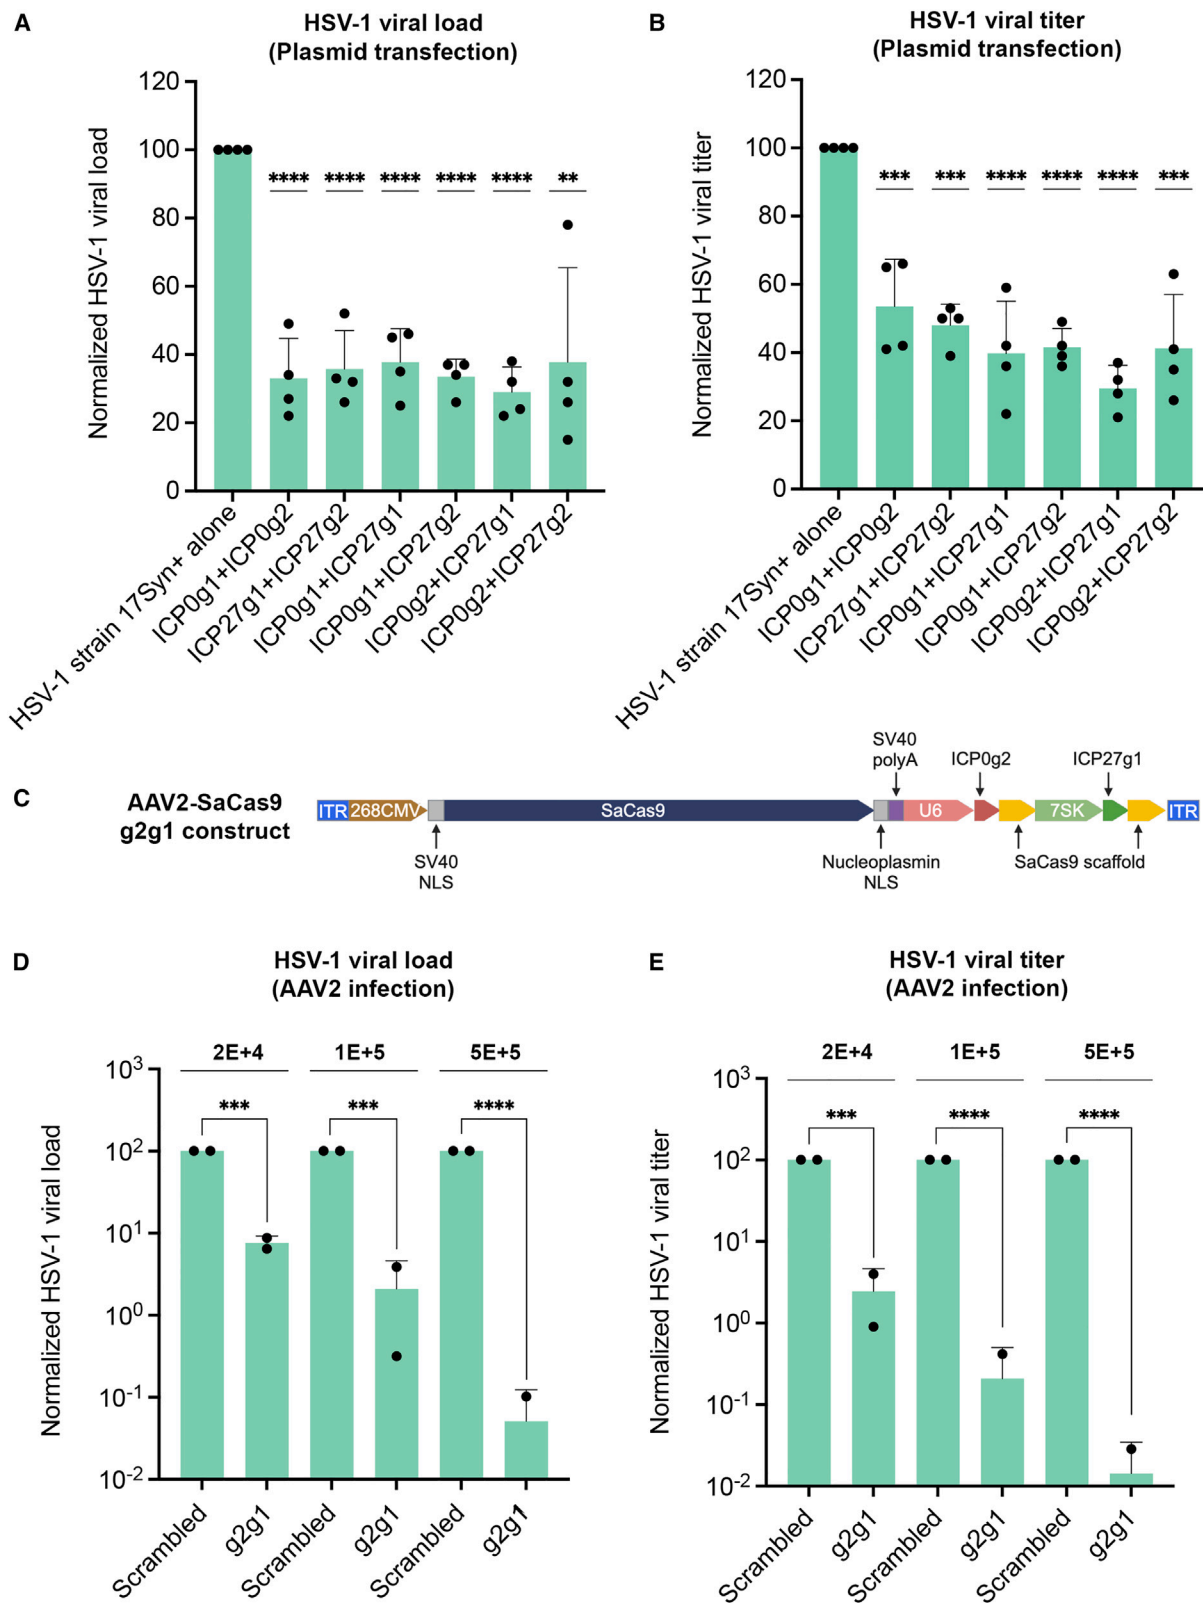 A
HSV-1 viral load
(Plasmid transfection)
Normalized HSV-1 viral load
120
100
80
60
40
20
0
**** **** **** **** **** **
HSV-1 strain 17Syn+ alone
ICP0g1+ICP0g2
ICP27g1+ICP27g2
ICP0g1+ICP27g1
ICP0g1+ICP27g2
ICP0g2+ICP27g1
ICP0g2+ICP27g2
B
HSV-1 viral titer
(Plasmid transfection)
Normalized HSV-1 viral titer
120
100
80
60
40
20
0
*** *** **** **** **** ***
HSV-1 strain 17Syn+ alone
ICP0g1+ICP0g2
ICP27g1+ICP27g2
ICP0g1+ICP27g1
ICP0g1+ICP27g2
ICP0g2+ICP27g1
ICP0g2+ICP27g2
C
AAV2-SaCas9
g2g1 construct
SV40
polyA
ICP0g2
ICP27g1
ITR 268CMV SaCas9 U6 7SK ITR
SV40
NLS
Nucleoplasmin
NLS
SaCas9 scaffold
D
HSV-1 viral load
(AAV2 infection)
Normalized HSV-1 viral load
2E+4 1E+5 5E+5
*** *** ****
10³
10²
10¹
10⁰
10⁻¹
10⁻²
Scrambled
g2g1
Scrambled
g2g1
Scrambled
g2g1
E
HSV-1 viral titer
(AAV2 infection)
Normalized HSV-1 viral titer
2E+4 1E+5 5E+5
*** **** ****
10³
10²
10¹
10⁰
10⁻¹
10⁻²
Scrambled
g2g1
Scrambled
g2g1
Scrambled
g2g1